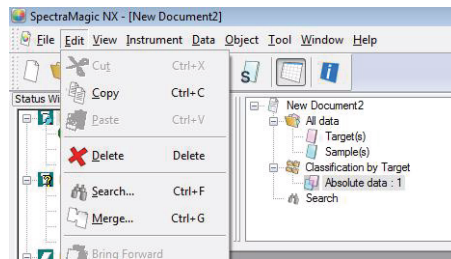 SpectraMagic NX - [New Document2]
File Edit View Instrument Data Object Tool Window Help
Status Wi
Cut Ctrl+X
Copy Ctrl+C
Paste Ctrl+V
Delete Delete
Search... Ctrl+F
Merge... Ctrl+G
Bring Forward
New Document2
All data
Target(s)
Sample(s)
Classification by Target
Absolute data : 1
Search